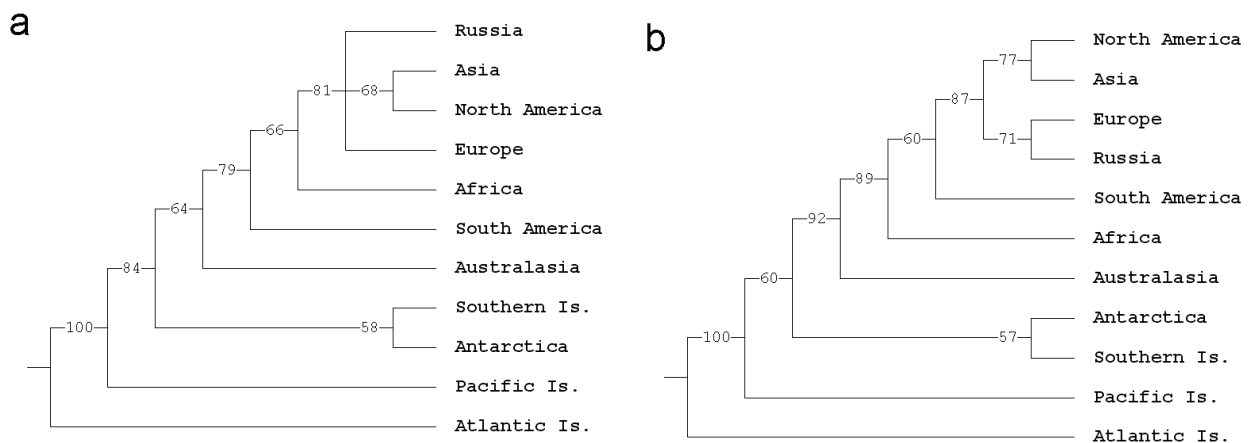 a
Russia
Asia
81
68
North America
66
Europe
79
Africa
64
South America
84
Australasia
Southern Is.
100
58
Antarctica
Pacific Is.
Atlantic Is.
b
North America
77
Asia
87
Europe
60
71
Russia
89
South America
92
Africa
60
Australasia
Antarctica
100
57
Southern Is.
Pacific Is.
Atlantic Is.